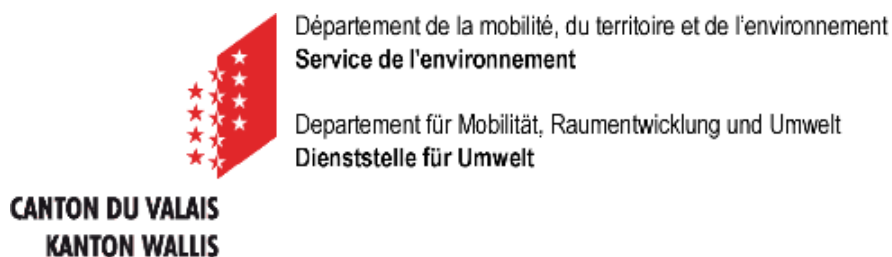 Département de la mobilité, du territoire et de l'environnement
Service de l'environnement
Departement für Mobilität, Raumentwicklung und Umwelt
Dienststelle für Umwelt
CANTON DU VALAIS
KANTON WALLIS